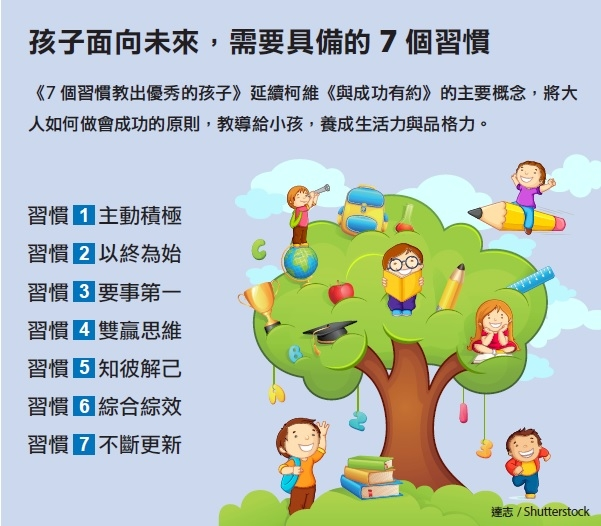 孩子面向未來，需要具備的 7 個習慣
《7 個習慣教出優秀的孩子》延續柯維《與成功有約》的主要概念，將大
人如何做會成功的原則，教導給小孩，養成生活力與品格力。
習慣 1 主動積極
習慣 2 以終為始
習慣 3 要事第一
習慣 4 雙贏思維
習慣 5 知彼解己
習慣 6 綜合綜效
習慣 7 不斷更新
C
B
A
2
1
3
達志 / Shutterstock